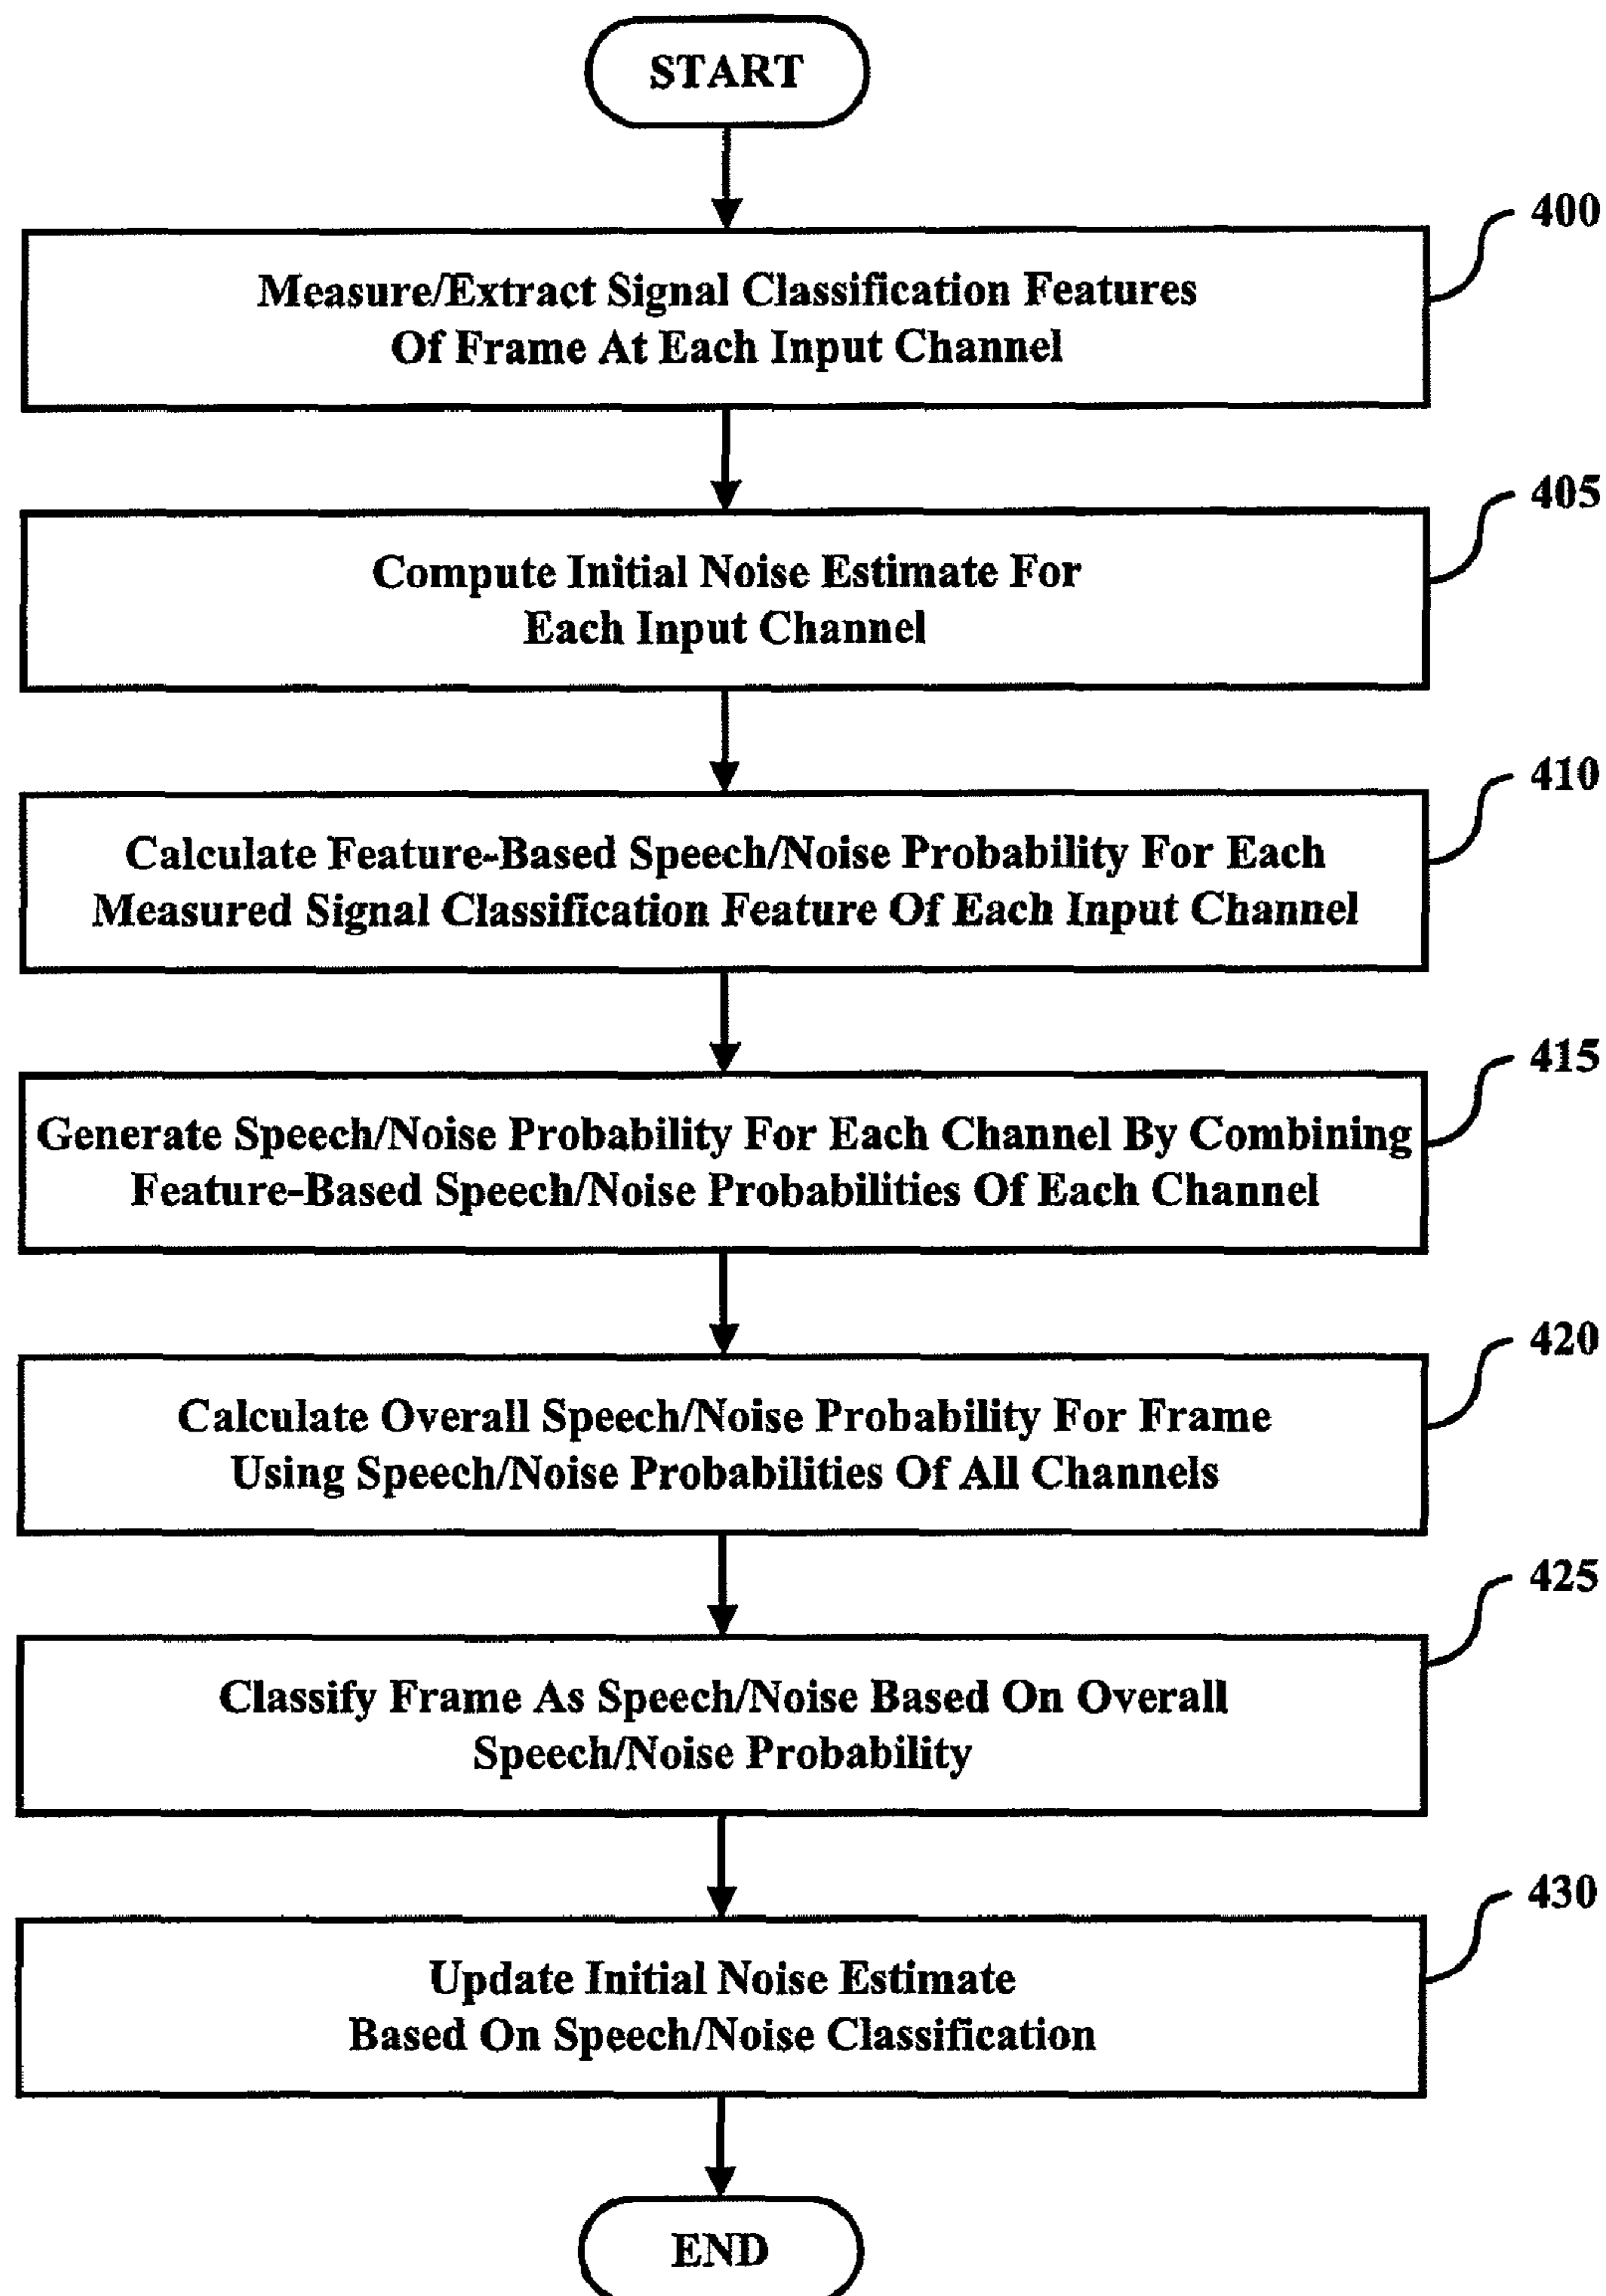 START
400
Measure/Extract Signal Classification Features
Of Frame At Each Input Channel
405
Compute Initial Noise Estimate For
Each Input Channel
410
Calculate Feature-Based Speech/Noise Probability For Each
Measured Signal Classification Feature Of Each Input Channel
415
Generate Speech/Noise Probability For Each Channel By Combining
Feature-Based Speech/Noise Probabilities Of Each Channel
420
Calculate Overall Speech/Noise Probability For Frame
Using Speech/Noise Probabilities Of All Channels
425
Classify Frame As Speech/Noise Based On Overall
Speech/Noise Probability
430
Update Initial Noise Estimate
Based On Speech/Noise Classification
END